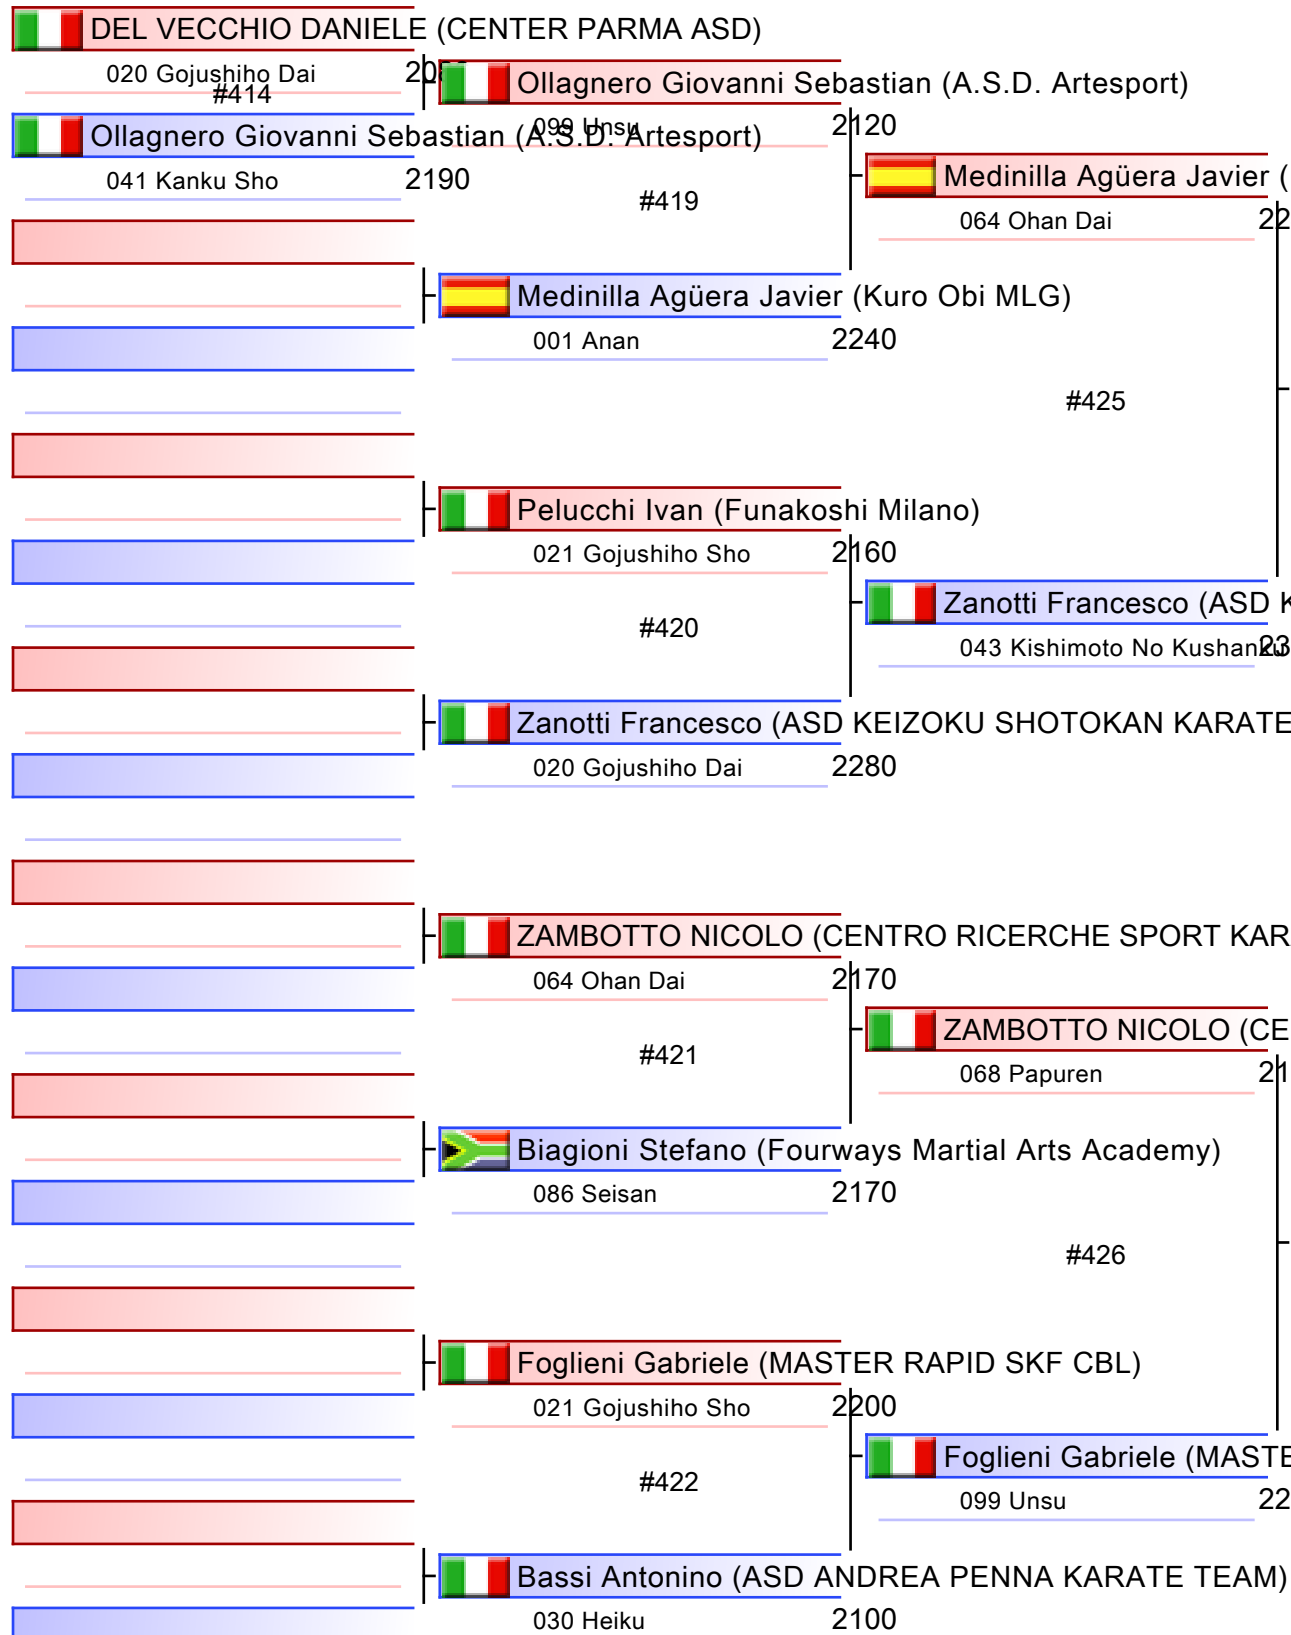 DEL VECCHIO DANIELE (CENTER PARMA ASD)
020 Gojushiho Dai
#414
Ollagnero Giovanni Sebastian (A.S.D. Artesport)
041 Kanku Sho 2190
Ollagnero Giovanni Sebastian (A.S.D. Artesport)
099 Unsu 2120
#419
Medinilla Agüera Javier (Kuro Obi MLG)
001 Anan 2240
Pelucchi Ivan (Funakoshi Milano)
021 Gojushiho Sho 2160
#420
Zanotti Francesco (ASD KEIZOKU SHOTOKAN KARATE
020 Gojushiho Dai 2280
ZAMBOTTO NICOLO (CENTRO RICERCHE SPORT KAR
064 Ohan Dai 2170
#421
Biagioni Stefano (Fourways Martial Arts Academy)
086 Seisan 2170
Foglieni Gabriele (MASTER RAPID SKF CBL)
021 Gojushiho Sho 2200
#422
Bassi Antonino (ASD ANDREA PENNA KARATE TEAM)
030 Heiku 2100
Medinilla Agüera Javier (
064 Ohan Dai 22
#425
Zanotti Francesco (ASD K
043 Kishimoto No Kushanku 23
ZAMBOTTO NICOLO (CE
068 Papuren 21
#426
Foglieni Gabriele (MASTE
099 Unsu 22